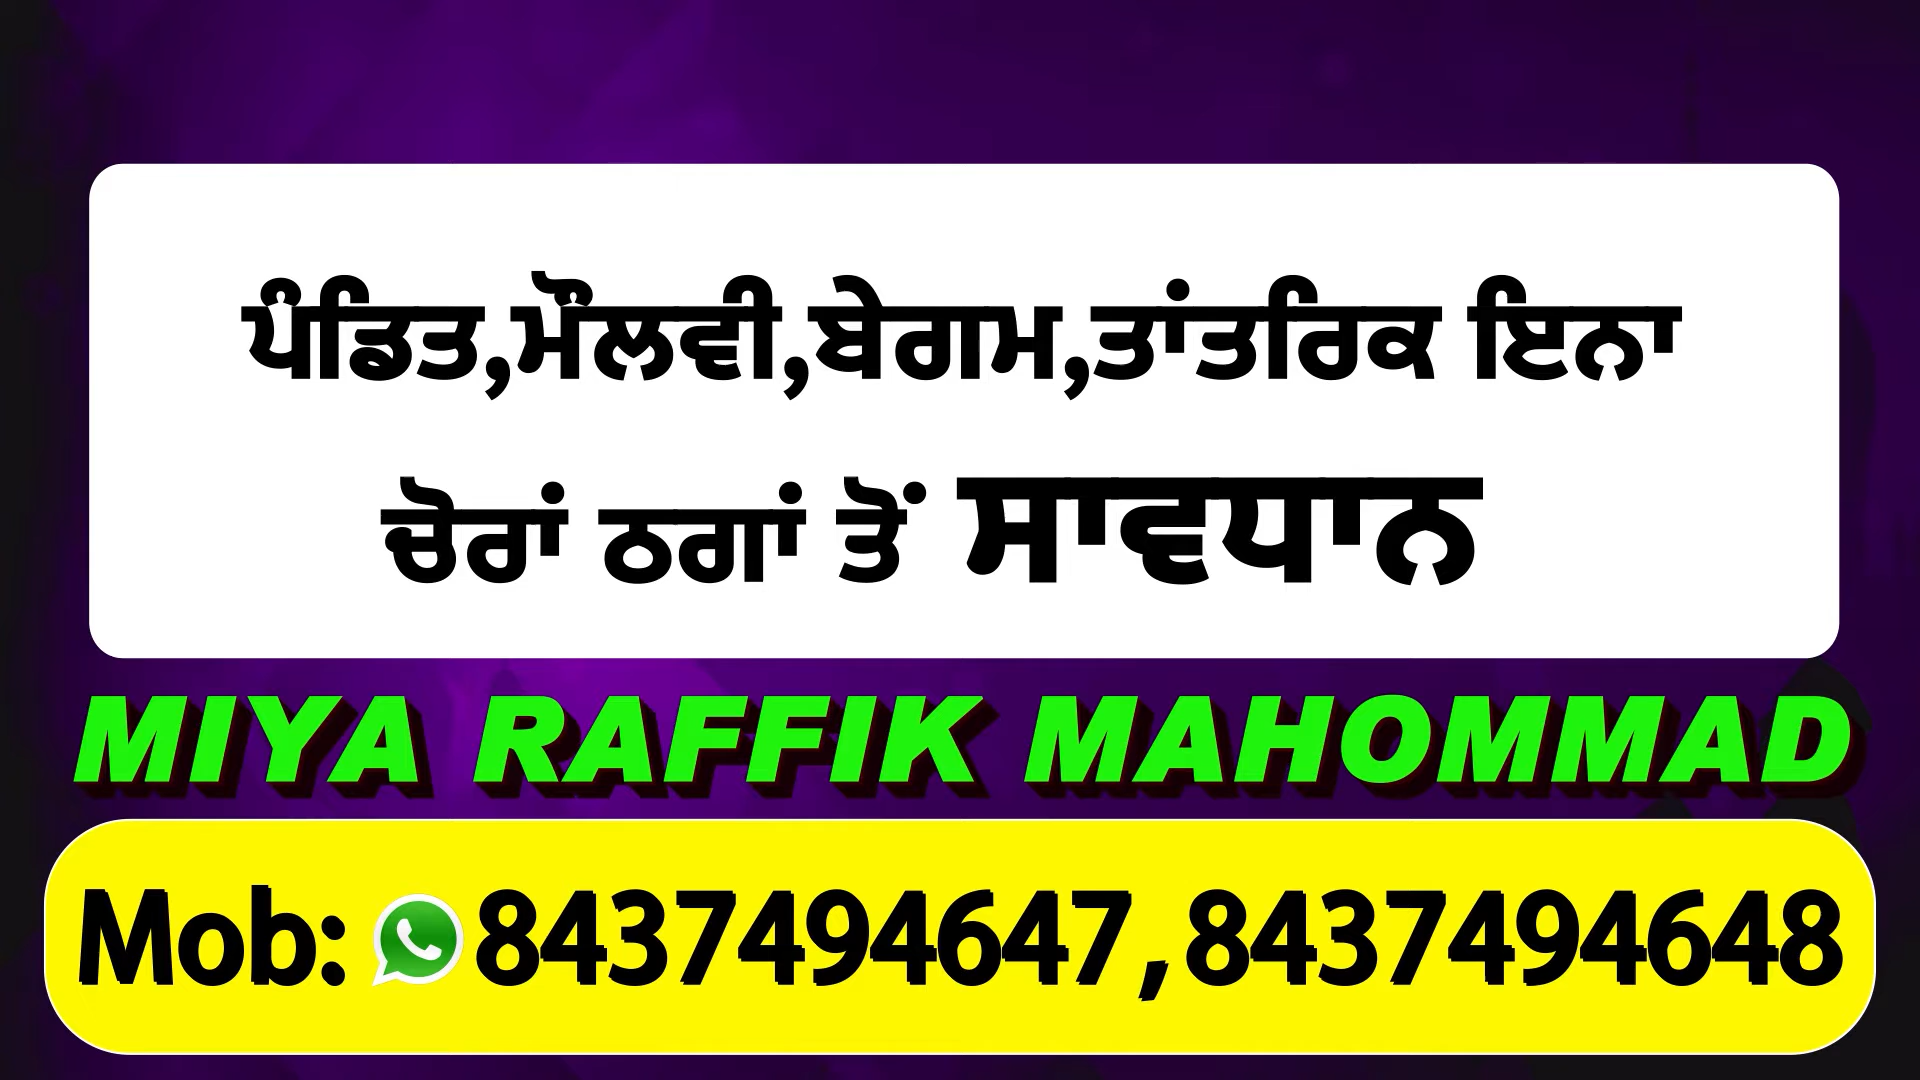 ਪੰਡਿਤ,ਮੌਲਵੀ,ਬੇਗਮ,ਤਾਂਤਰਿਕ ਇਨਾ
ਚੋਰਾਂ ਠਗਾਂ ਤੋਂ ਸਾਵਧਾਨ
MIYA RAFFIK MAHOMMAD
Mob: 8437494647,8437494648